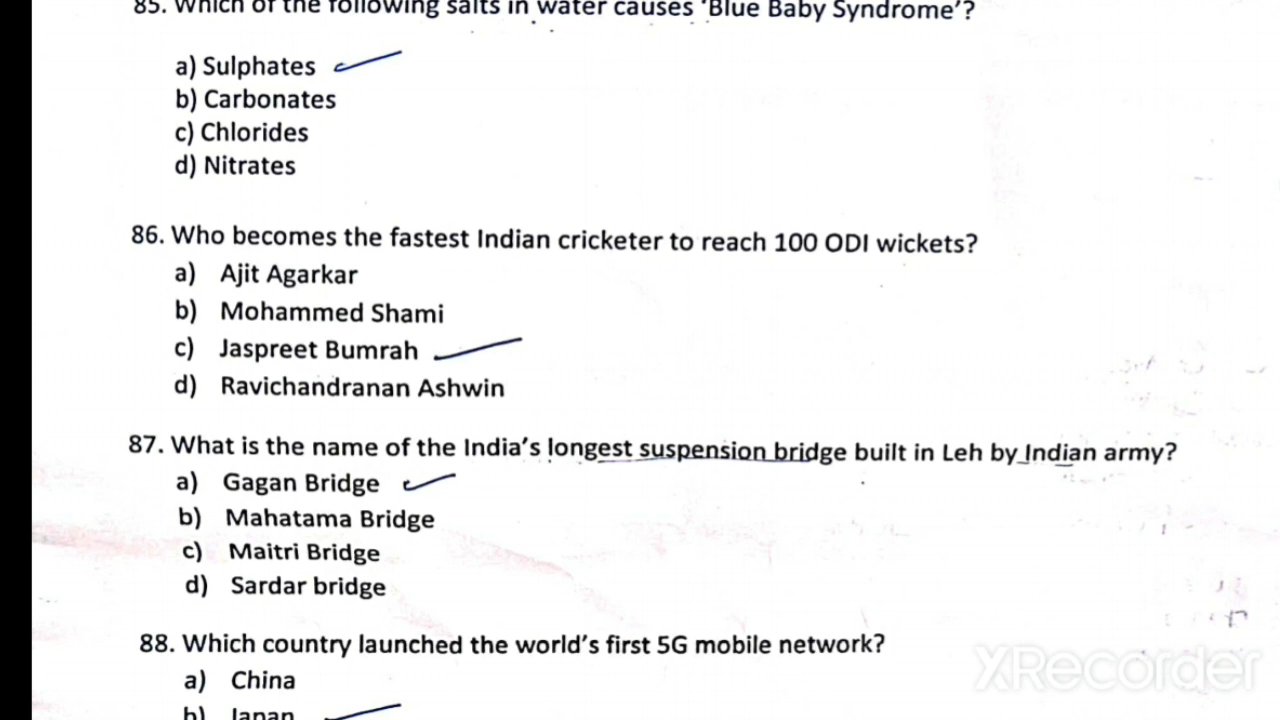 85. Which of the following salts in water causes ‘Blue Baby Syndrome’?
a) Sulphates
b) Carbonates
c) Chlorides
d) Nitrates
86. Who becomes the fastest Indian cricketer to reach 100 ODI wickets?
a) Ajit Agarkar
b) Mohammed Shami
c) Jaspreet Bumrah
d) Ravichandranan Ashwin
87. What is the name of the India’s longest suspension bridge built in Leh by Indian army?
a) Gagan Bridge
b) Mahatama Bridge
c) Maitri Bridge
d) Sardar bridge
88. Which country launched the world’s first 5G mobile network?
a) China
b) Japan
XRecorder